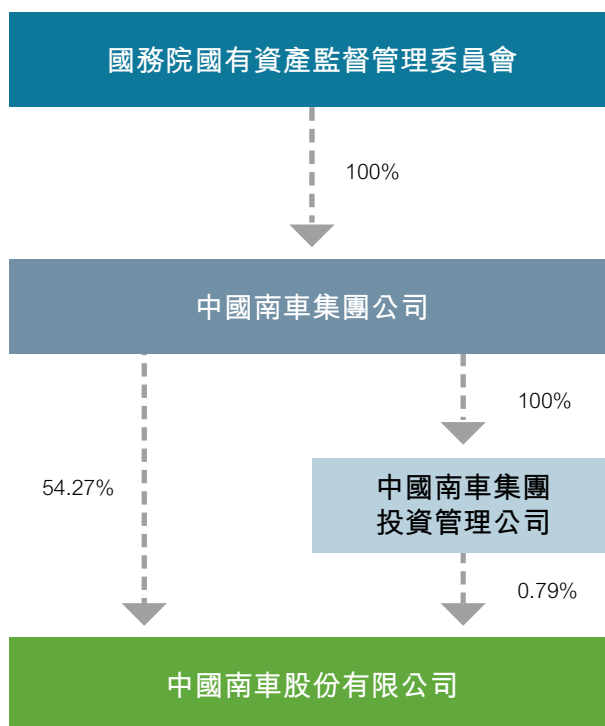 國務院國有資產監督管理委員會
100%
中國南車集團公司
100%
54.27%
中國南車集團
投資管理公司
0.79%
中國南車股份有限公司